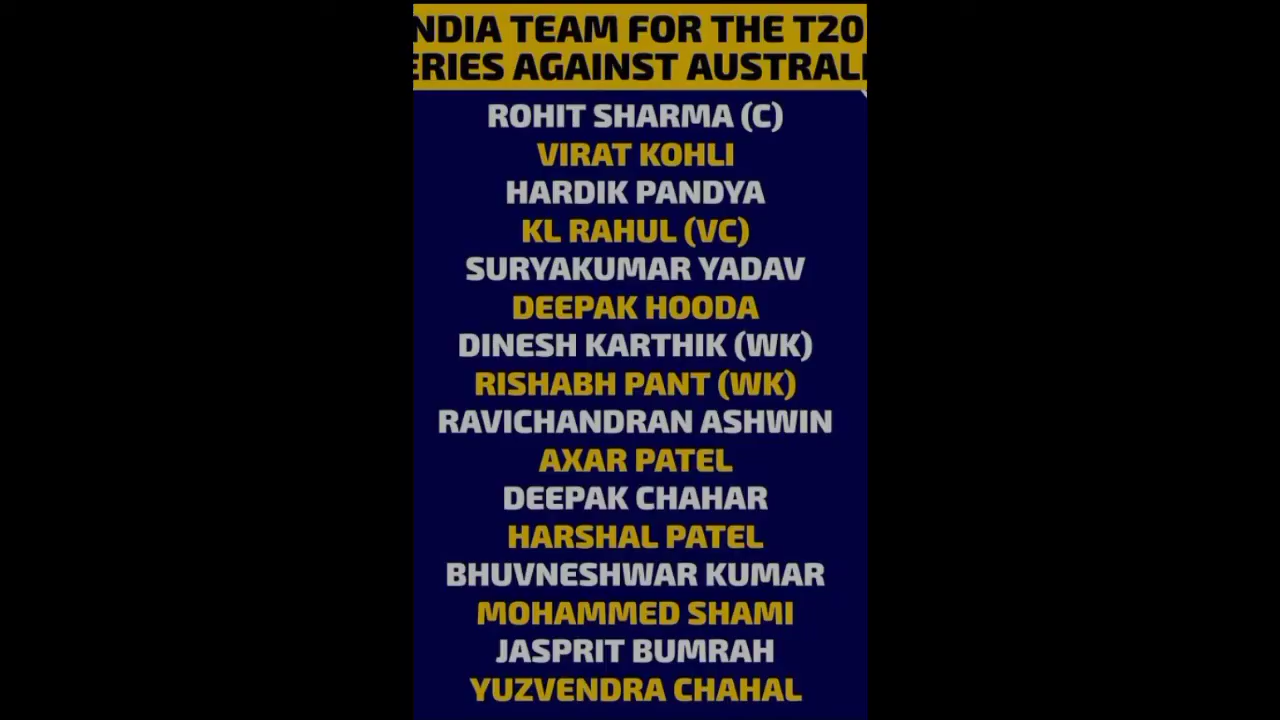 NDIA TEAM FOR THE T20
ERIES AGAINST AUSTRALI
ROHIT SHARMA (C)
VIRAT KOHLI
HARDIK PANDYA
KL RAHUL (VC)
SURYAKUMAR YADAV
DEEPAK HOODA
DINESH KARTHIK (WK)
RISHABH PANT (WK)
RAVICHANDRAN ASHWIN
AXAR PATEL
DEEPAK CHAHAR
HARSHAL PATEL
BHUVNESHWAR KUMAR
MOHAMMED SHAMI
JASPRIT BUMRAH
YUZVENDRA CHAHAL